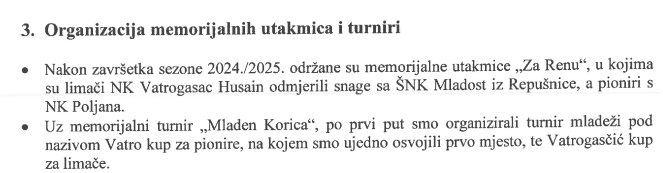 3. Organizacija memorijalnih utakmica i turniri
• Nakon završetka sezone 2024./2025. održane su memorijalne utakmice „Za Renu“, u kojima
su limači NK Vatrogasac Husain odmjerili snage sa ŠNK Mladost iz Repušnice, a pioniri s
NK Poljana.
• Uz memorijalni turnir „Mladen Korica“, po prvi put smo organizirali turnir mladeži pod
nazivom Vatro kup za pionire, na kojem smo ujedno osvojili prvo mjesto, te Vatrogasčić kup
za limače.